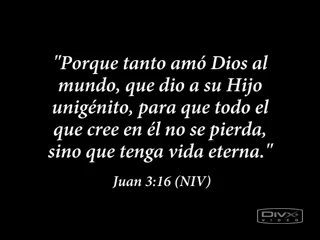 "Porque tanto amó Dios al
mundo, que dio a su Hijo
unigénito, para que todo el
que cree en él no se pierda,
sino que tenga vida eterna."
Juan 3:16 (NIV)
DIVX
VIDEO